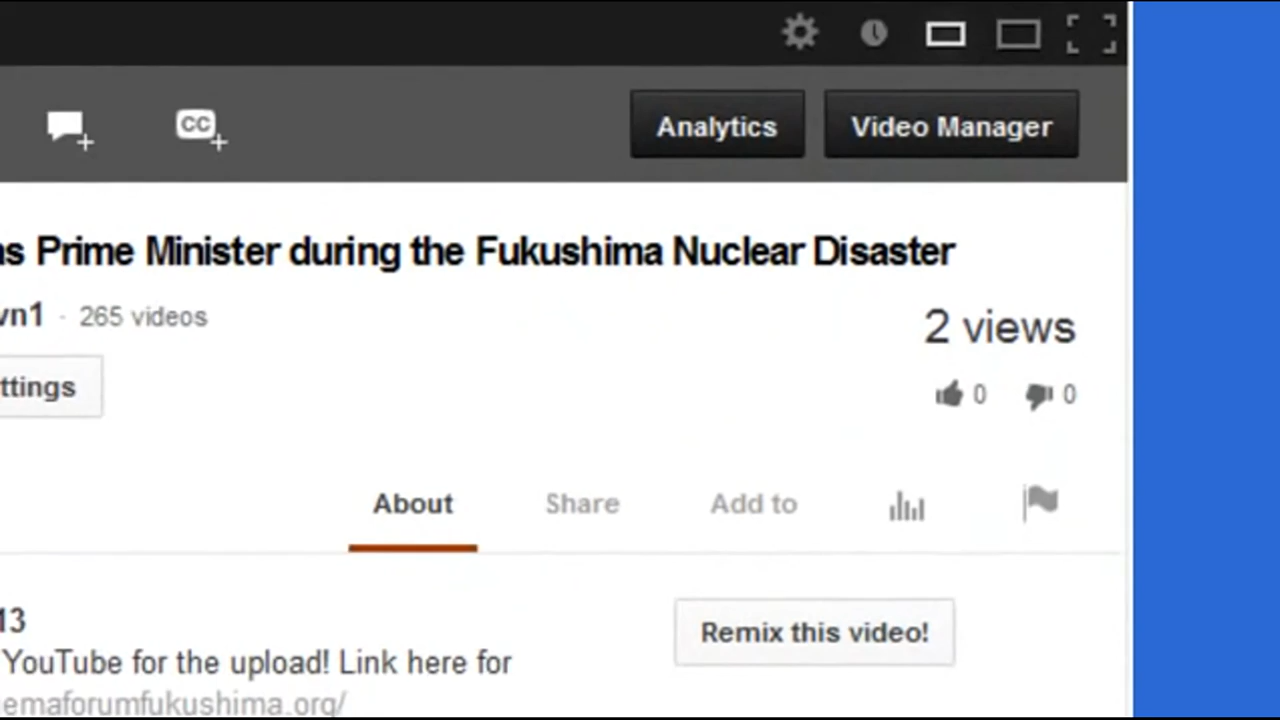 CC
Analytics
Video Manager
Prime Minister during the Fukushima Nuclear Disaster
vn1 · 265 videos
2 views
ttings
0
0
About
Share
Add to
13
Remix this video!
YouTube for the upload! Link here for
emaforumfukushima.org/